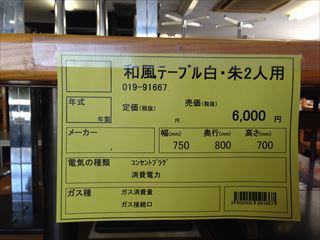 和風テーブル白・朱2人用
019-91667
年式
年製
定価(税抜)
円
売価(税抜)
6,000 円
メーカー
幅(mm)
750
奥行(mm)
800
高さ(mm)
700
電気の種類
コンセントプラグ
消費電力
ガス種
ガス消費量
ガス接続口